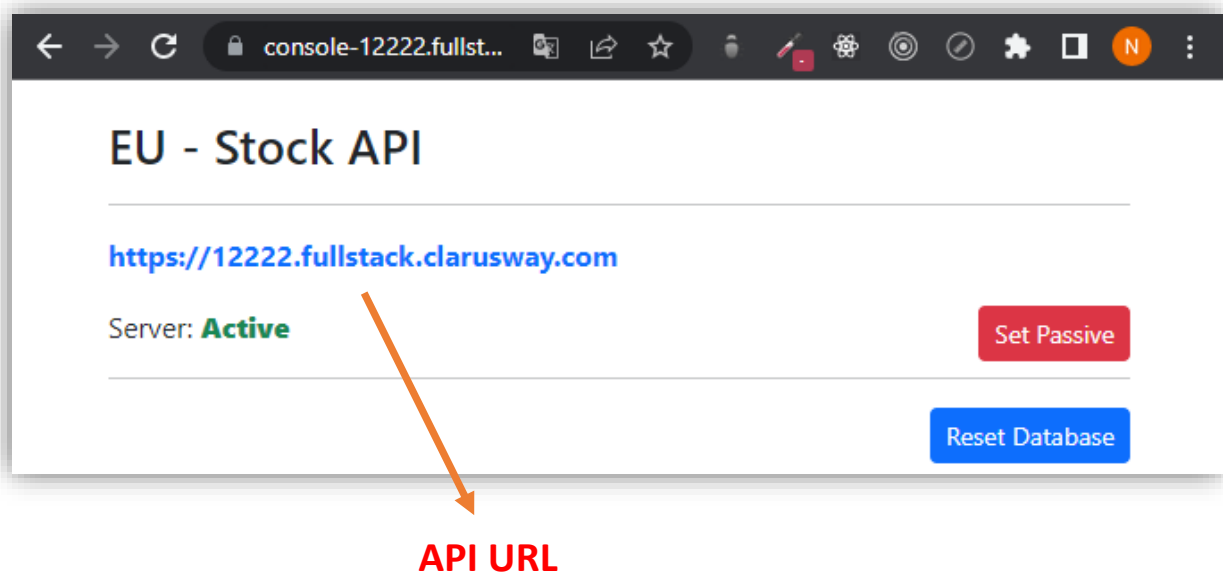 console-12222.fullst...
N
EU - Stock API
https://12222.fullstack.clarusway.com
Server: Active
Set Passive
Reset Database
API URL